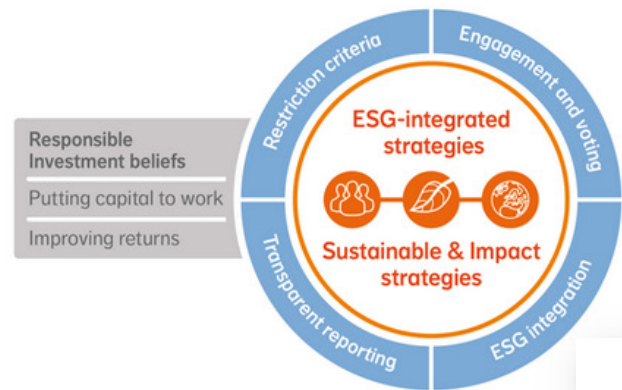 Restriction criteria
Engagement and voting
Responsible
Investment beliefs
Putting capital to work
Improving returns
ESG-integrated
strategies
Sustainable & Impact
strategies
Transparent reporting
ESG integration